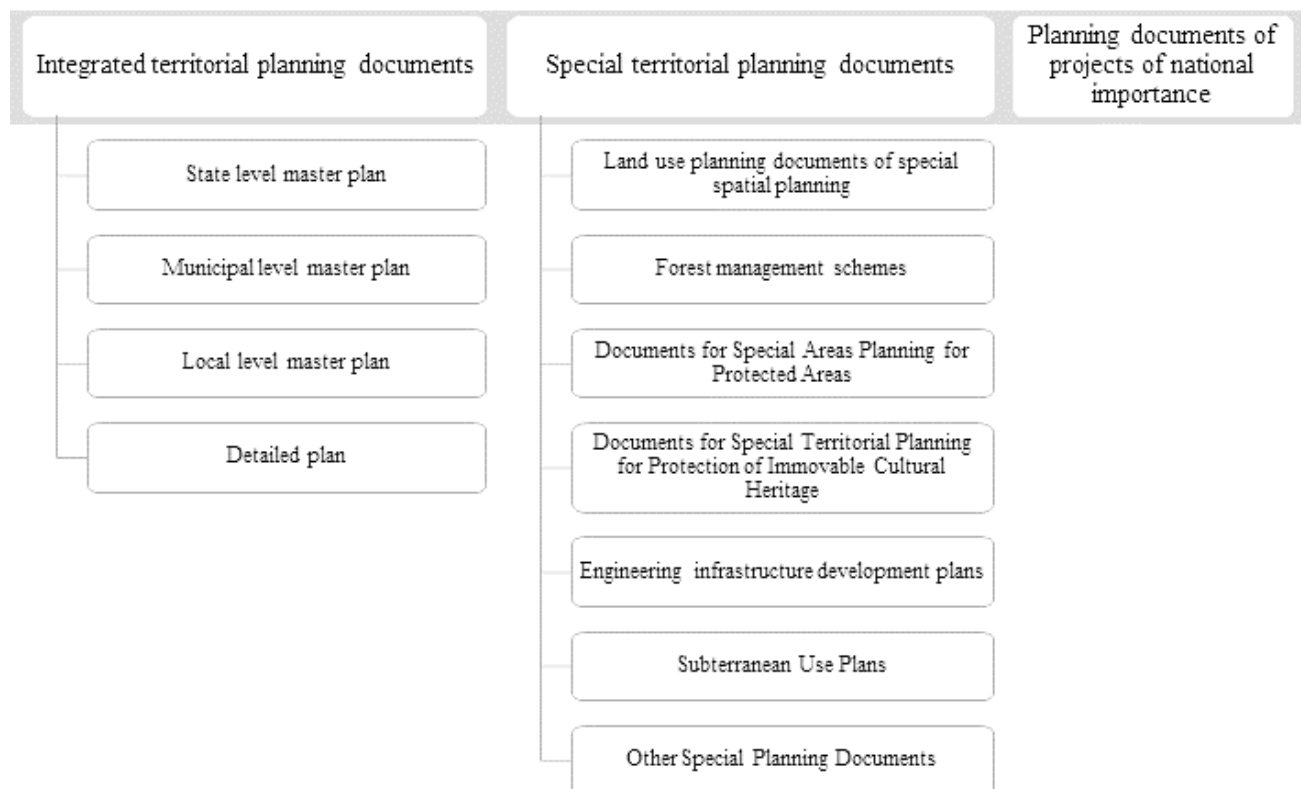 Integrated territorial planning documents
State level master plan
Municipal level master plan
Local level master plan
Detailed plan
Special territorial planning documents
Land use planning documents of special
spatial planning
Forest management schemes
Documents for Special Areas Planning for
Protected Areas
Documents for Special Territorial Planning
for Protection of Immovable Cultural
Heritage
Engineering infrastructure development plans
Subterranean Use Plans
Other Special Planning Documents
Planning documents of
projects of national
importance